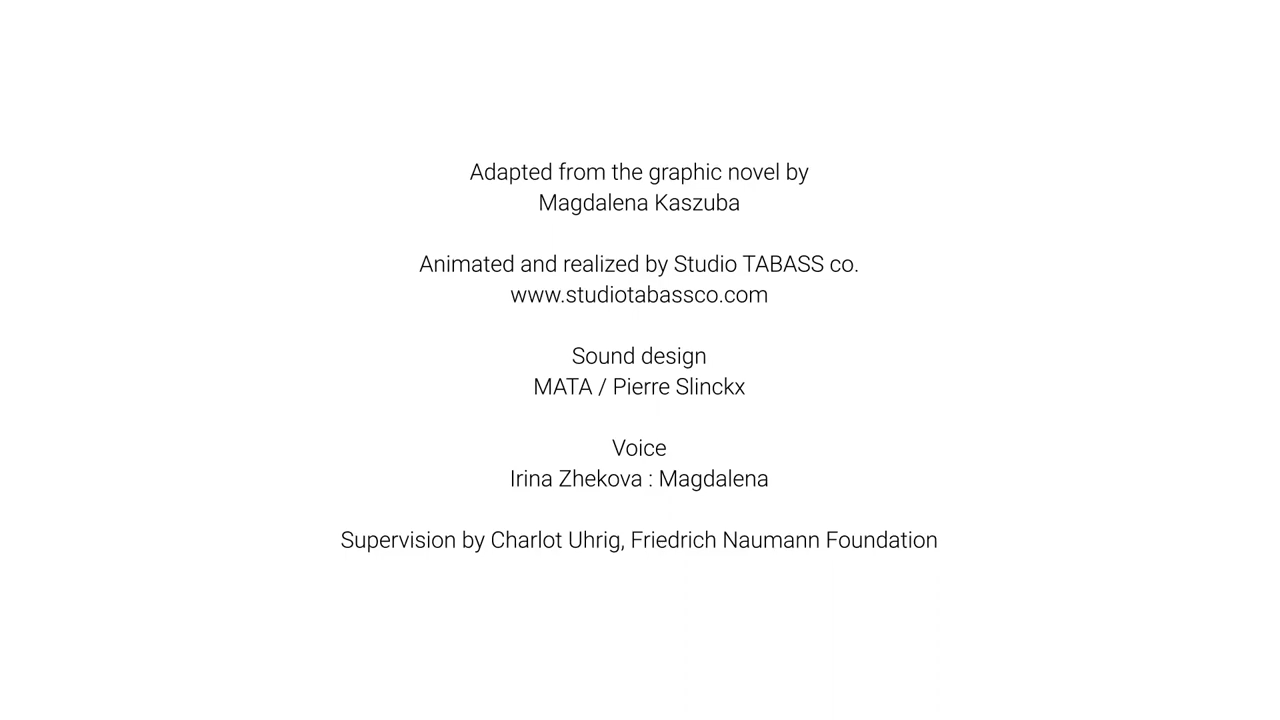 Adapted from the graphic novel by
Magdalena Kaszuba
Animated and realized by Studio TABASS co.
www.studiotabassco.com
Sound design
MATA / Pierre Slinckx
Voice
Irina Zhekova : Magdalena
Supervision by Charlot Uhrig, Friedrich Naumann Foundation